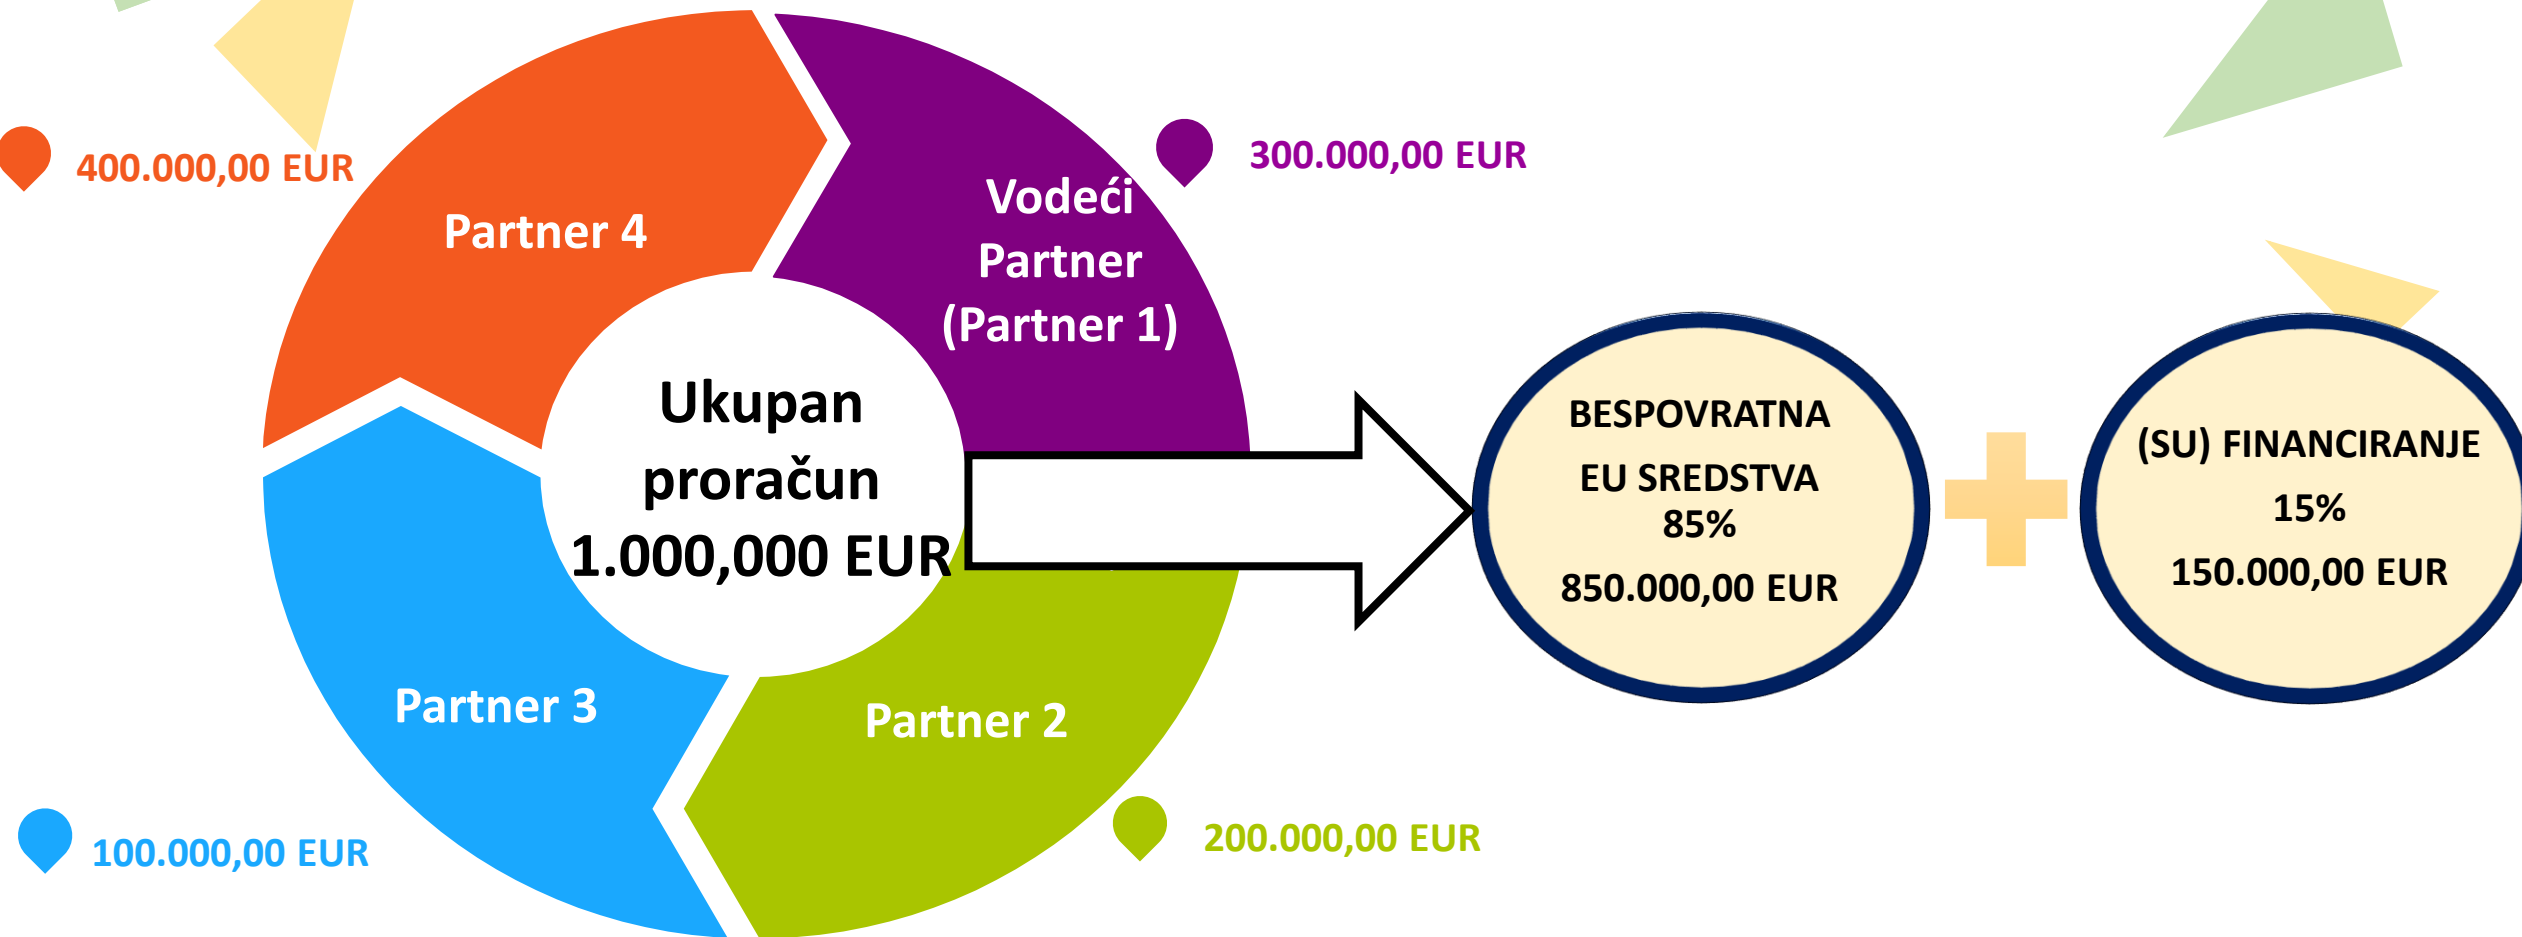 400.000,00 EUR
Partner 4
300.000,00 EUR
Vodeći
Partner
(Partner 1)
Ukupan
proračun
1.000,000 EUR
Partner 3
Partner 2
100.000,00 EUR
200.000,00 EUR
BESPOVRATNA
EU SREDSTVA
85%
850.000,00 EUR
(SU) FINANCIRANJE
15%
150.000,00 EUR